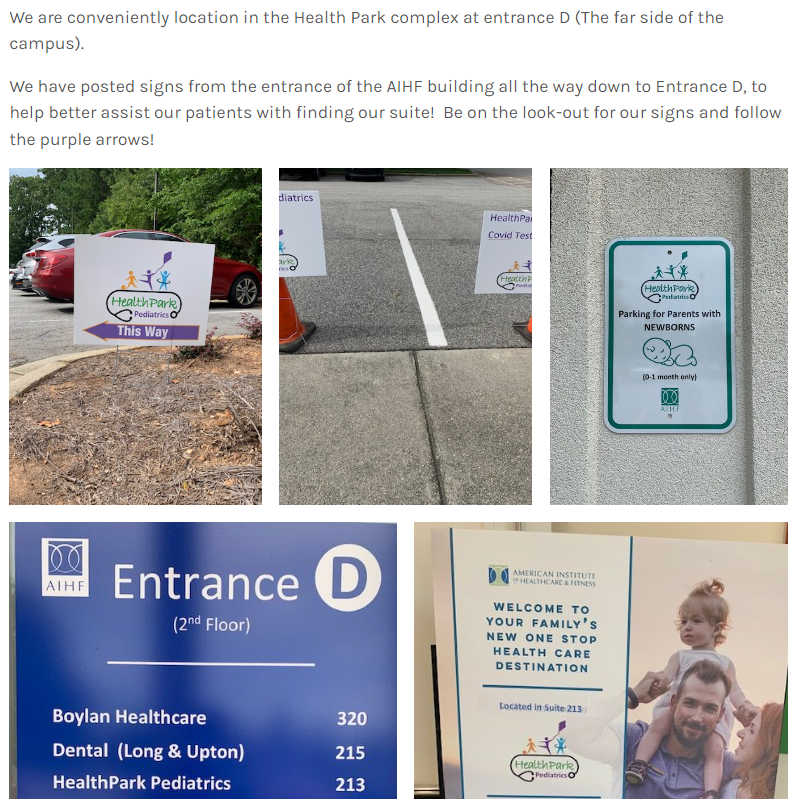 We are conveniently location in the Health Park complex at entrance D (The far side of the
campus).
We have posted signs from the entrance of the AIHF building all the way down to Entrance D, to
help better assist our patients with finding our suite!  Be on the look-out for our signs and follow
the purple arrows!
HealthPark
Pediatrics
This Way
diatrics
HealthPa
Covid Test
HealthPark
Pediatrics
Parking for Parents with
NEWBORNS
(0-1 month only)
AIHF
AIHF
Entrance D
(2nd Floor)
Boylan Healthcare 320
Dental (Long & Upton) 215
HealthPark Pediatrics 213
AMERICAN INSTITUTE
OF HEALTHCARE & FITNESS
WELCOME TO
YOUR FAMILY'S
NEW ONE STOP
HEALTH CARE
DESTINATION
Located in Suite 213
HealthPark
Pediatrics